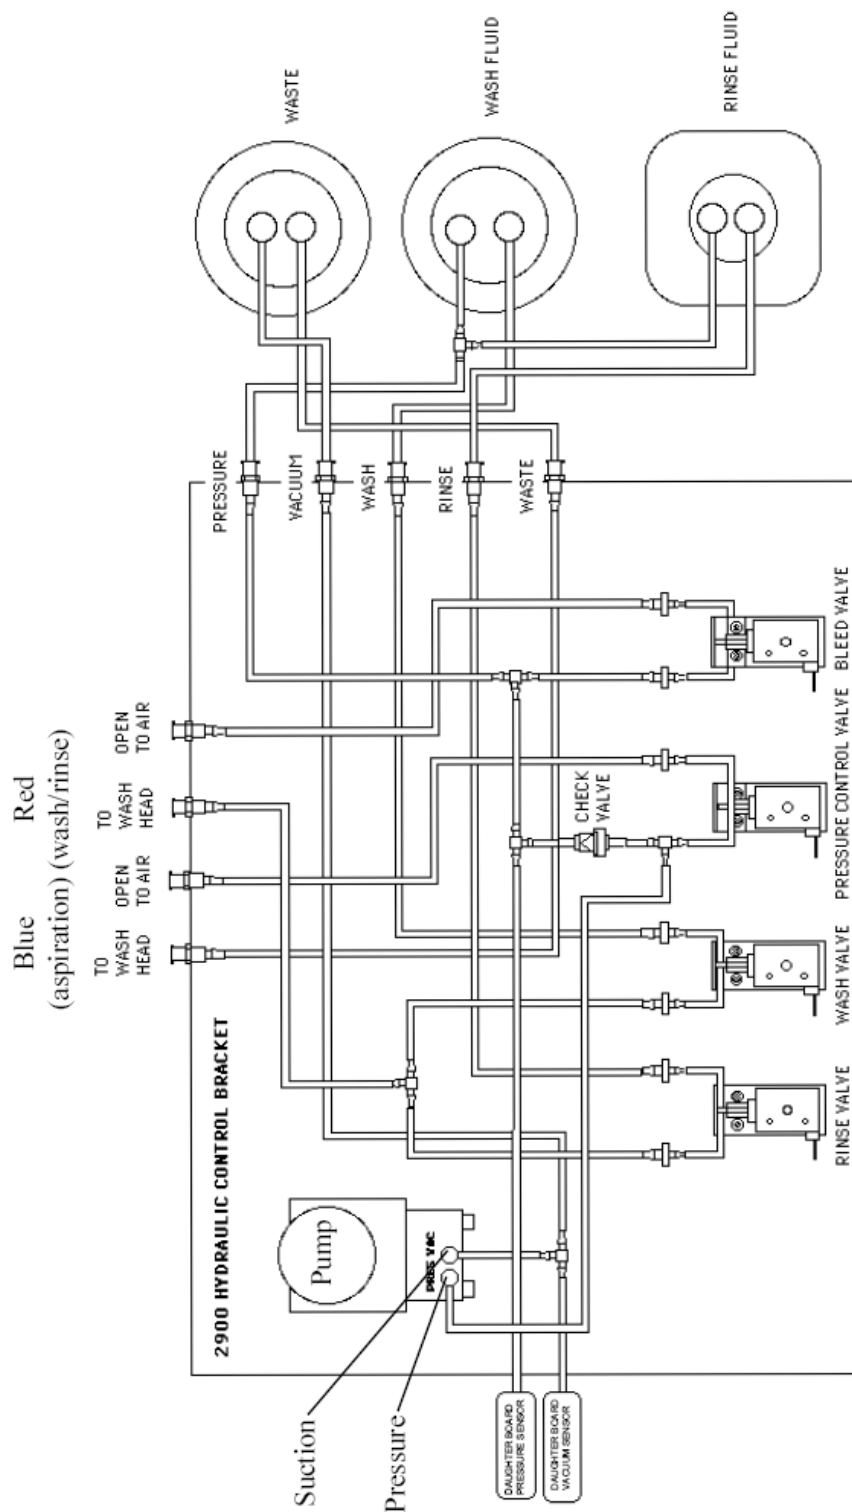 WASTE
WASH FLUID
RINSE FLUID
PRESSURE
VACUUM
WASH
RINSE
WASTE
Blue
(aspiration)
Red
(wash/rinse)
TO
WASH
HEAD
OPEN
TO AIR
TO
WASH
HEAD
OPEN
TO AIR
CHECK
VALVE
2900 HYDRAULIC CONTROL BRACKET
Pump
PRES VAC
Suction
Pressure
DAUGHTER BOARD
PRESSURE SENSOR
DAUGHTER BOARD
VACUUM SENSOR
RINSE VALVE
WASH VALVE
PRESSURE CONTROL VALVE
BLEED VALVE